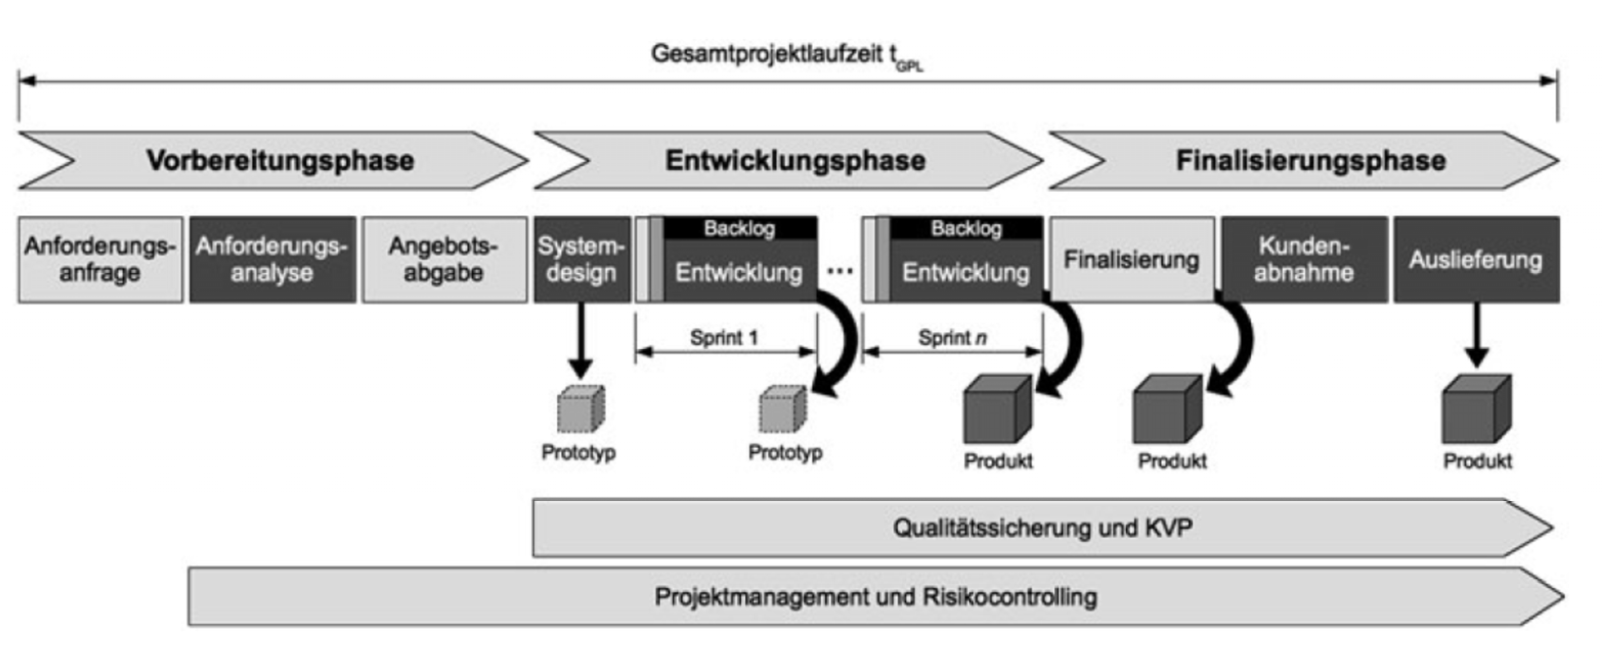 Gesamtprojektlaufzeit tGPL
Vorbereitungsphase
Entwicklungsphase
Finalisierungsphase
Anforderungs-
anfrage
Anforderungs-
analyse
Angebots-
abgabe
System-
design
Backlog
Entwicklung
...
Backlog
Entwicklung
Finalisierung
Kunden-
abnahme
Auslieferung
Sprint 1
Sprint n
Prototyp
Prototyp
Produkt
Produkt
Produkt
Qualitätssicherung und KVP
Projektmanagement und Risikocontrolling